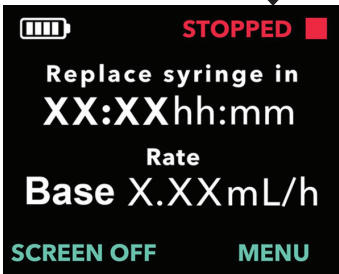 STOPPED
Replace syringe in
XX:XXhh:mm
Rate
Base X.XXmL/h
SCREEN OFF MENU